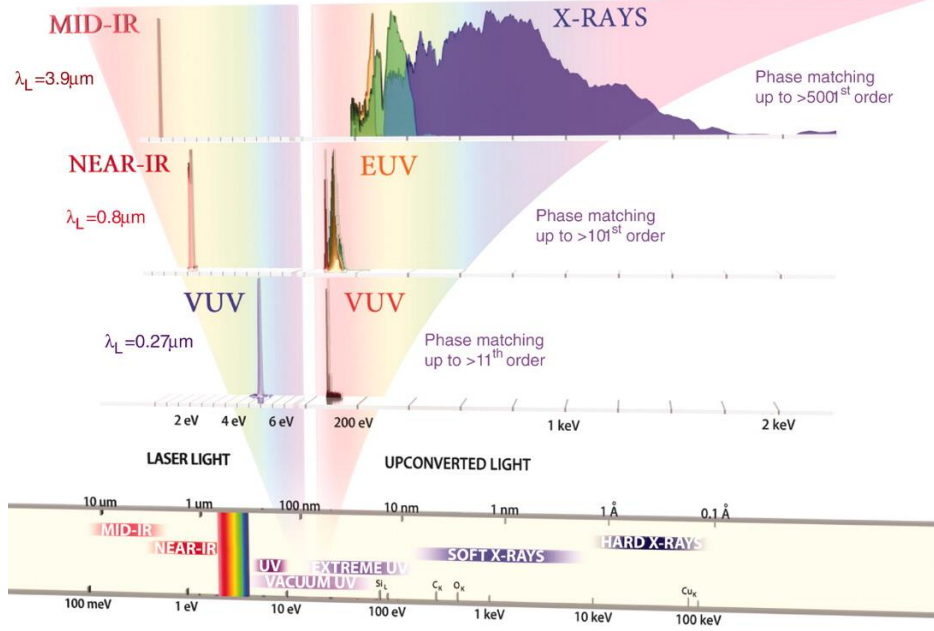 MID-IR
X-RAYS
λL=3.9µm
Phase matching
up to >5001st order
NEAR-IR
EUV
λL=0.8µm
Phase matching
up to >101st order
VUV
VUV
λL=0.27µm
Phase matching
up to >11th order
2 eV 4 eV 6 eV 200 eV 1 keV 2 keV
LASER LIGHT UPCONVERTED LIGHT
10 µm 1 µm 100 nm 10 nm 1 nm 1 Å 0.1 Å
MID-IR
HARD X-RAYS
NEAR-IR
SOFT X-RAYS
UV EXTREME UV
VACUUM UV SiL CK OK CuK
100 meV 1 eV 10 eV 100 eV 1 keV 10 keV 100 keV